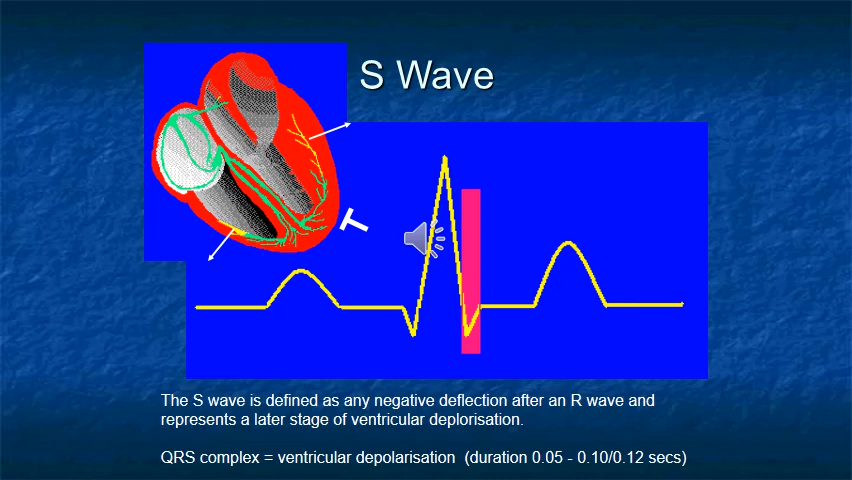 S Wave
T
The S wave is defined as any negative deflection after an R wave and
represents a later stage of ventricular deplorisation.
QRS complex = ventricular depolarisation (duration 0.05 - 0.10/0.12 secs)